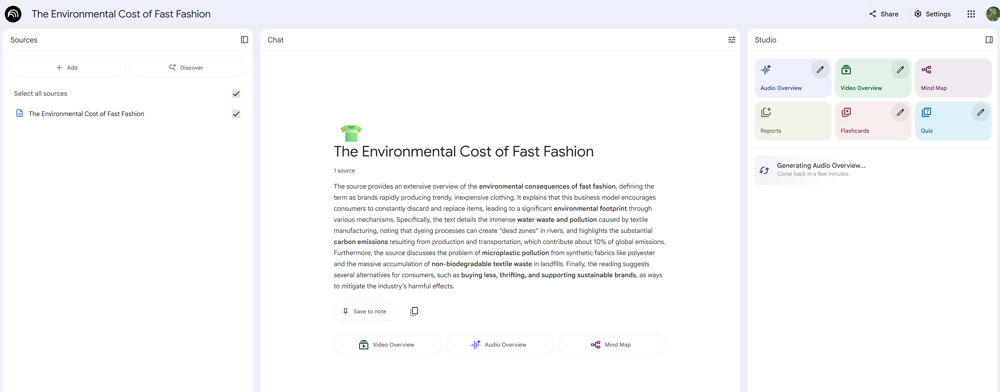 The Environmental Cost of Fast Fashion
Share
Settings
Sources
Add
Discover
Select all sources
The Environmental Cost of Fast Fashion
Chat
The Environmental Cost of Fast Fashion
1 source
The source provides an extensive overview of the environmental consequences of fast fashion, defining the
term as brands rapidly producing trendy, inexpensive clothing. It explains that this business model encourages
consumers to constantly discard and replace items, leading to a significant environmental footprint through
various mechanisms. Specifically, the text details the immense water waste and pollution caused by textile
manufacturing, noting that dyeing processes can create “dead zones” in rivers, and highlights the substantial
carbon emissions resulting from production and transportation, which contribute about 10% of global emissions.
Furthermore, the source discusses the problem of microplastic pollution from synthetic fabrics like polyester
and the massive accumulation of non-biodegradable textile waste in landfills. Finally, the reading suggests
several alternatives for consumers, such as buying less, thrifting, and supporting sustainable brands, as ways
to mitigate the industry’s harmful effects.
Save to note
Video Overview
Audio Overview
Mind Map
Studio
Audio Overview
Video Overview
Mind Map
Reports
Flashcards
Quiz
Generating Audio Overview...
Come back in a few minutes